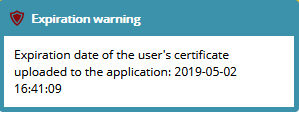 Expiration warning
Expiration date of the user's certificate
uploaded to the application: 2019-05-02
16:41:09